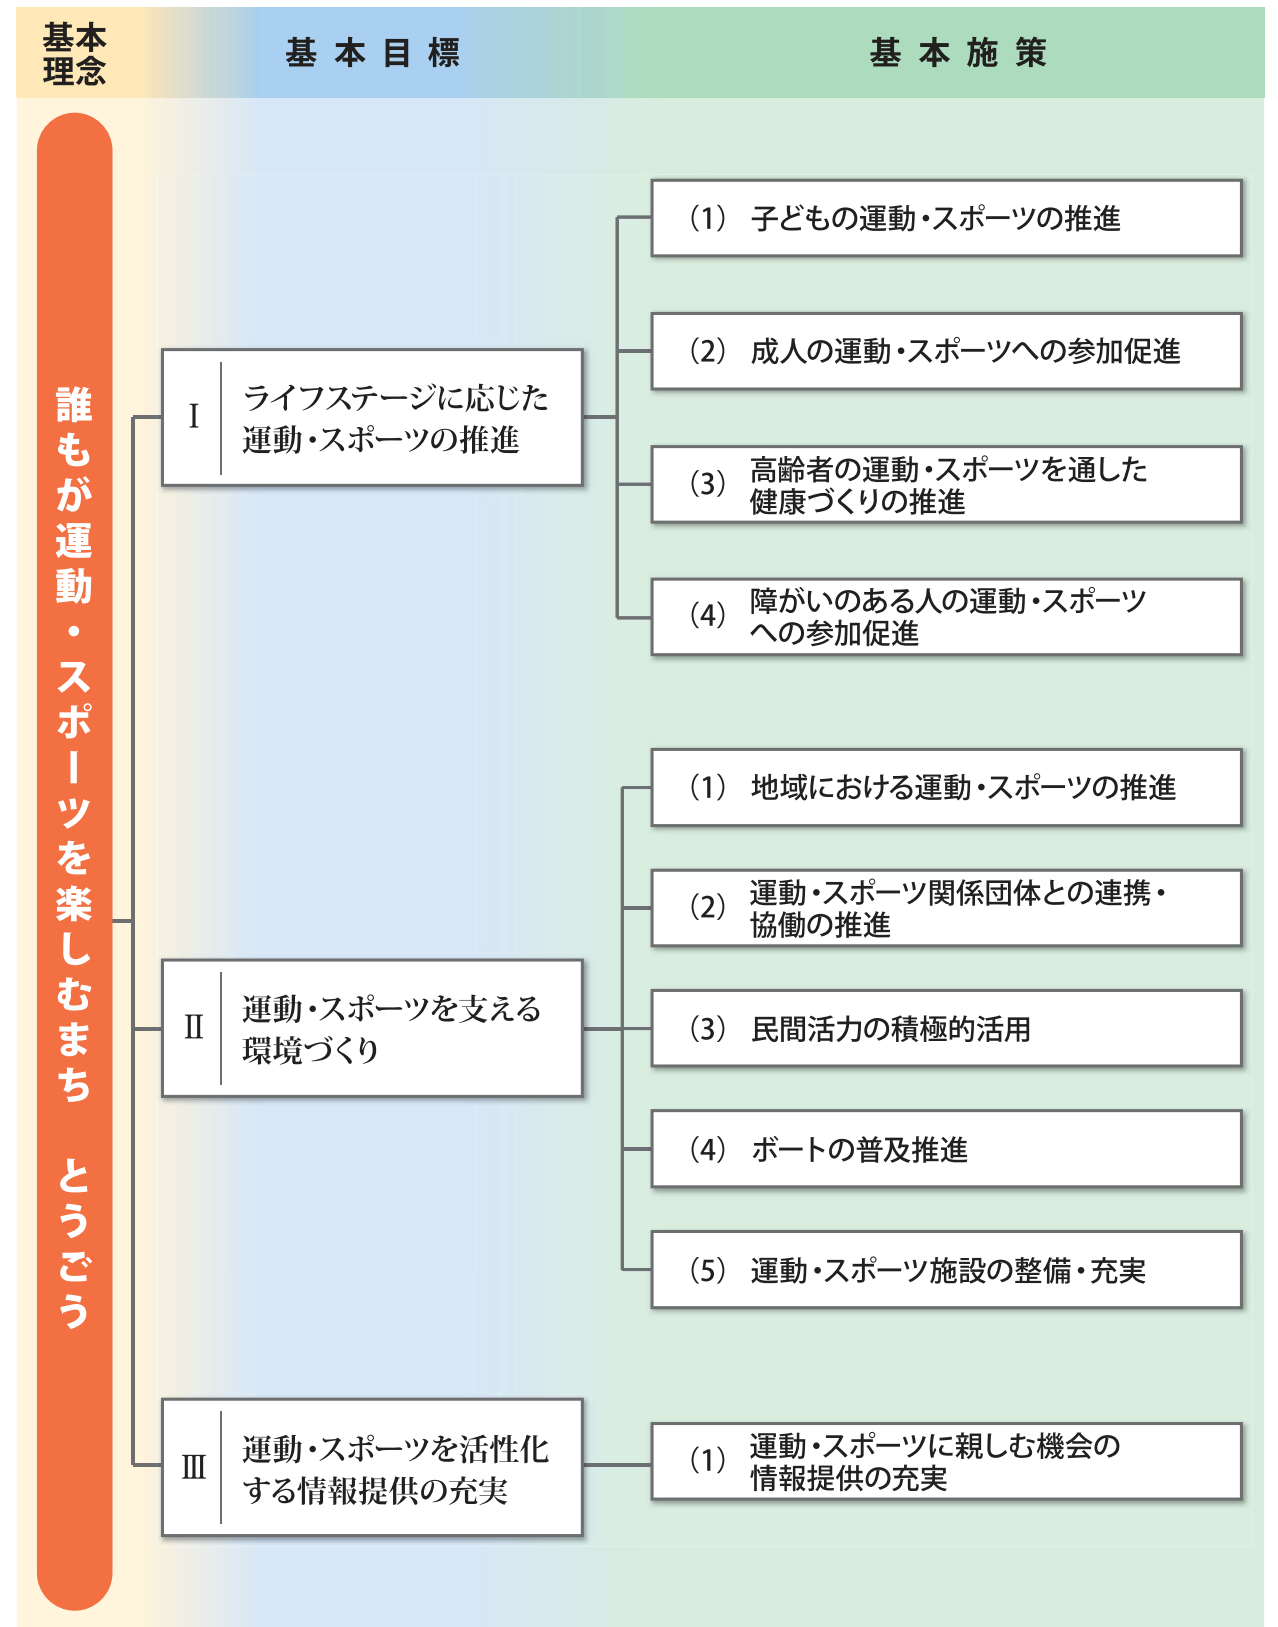 基本
理念
基本目標
基本施策
誰もが運動・スポーツを楽しむまち　とうごう
Ⅰ
ライフステージに応じた
運動・スポーツの推進
（1） 子どもの運動・スポーツの推進
（2） 成人の運動・スポーツへの参加促進
（3） 高齢者の運動・スポーツを通した
健康づくりの推進
（4） 障がいのある人の運動・スポーツ
への参加促進
Ⅱ
運動・スポーツを支える
環境づくり
（1） 地域における運動・スポーツの推進
（2） 運動・スポーツ関係団体との連携・
協働の推進
（3） 民間活力の積極的活用
（4） ボートの普及推進
（5） 運動・スポーツ施設の整備・充実
Ⅲ
運動・スポーツを活性化
する情報提供の充実
（1） 運動・スポーツに親しむ機会の
情報提供の充実